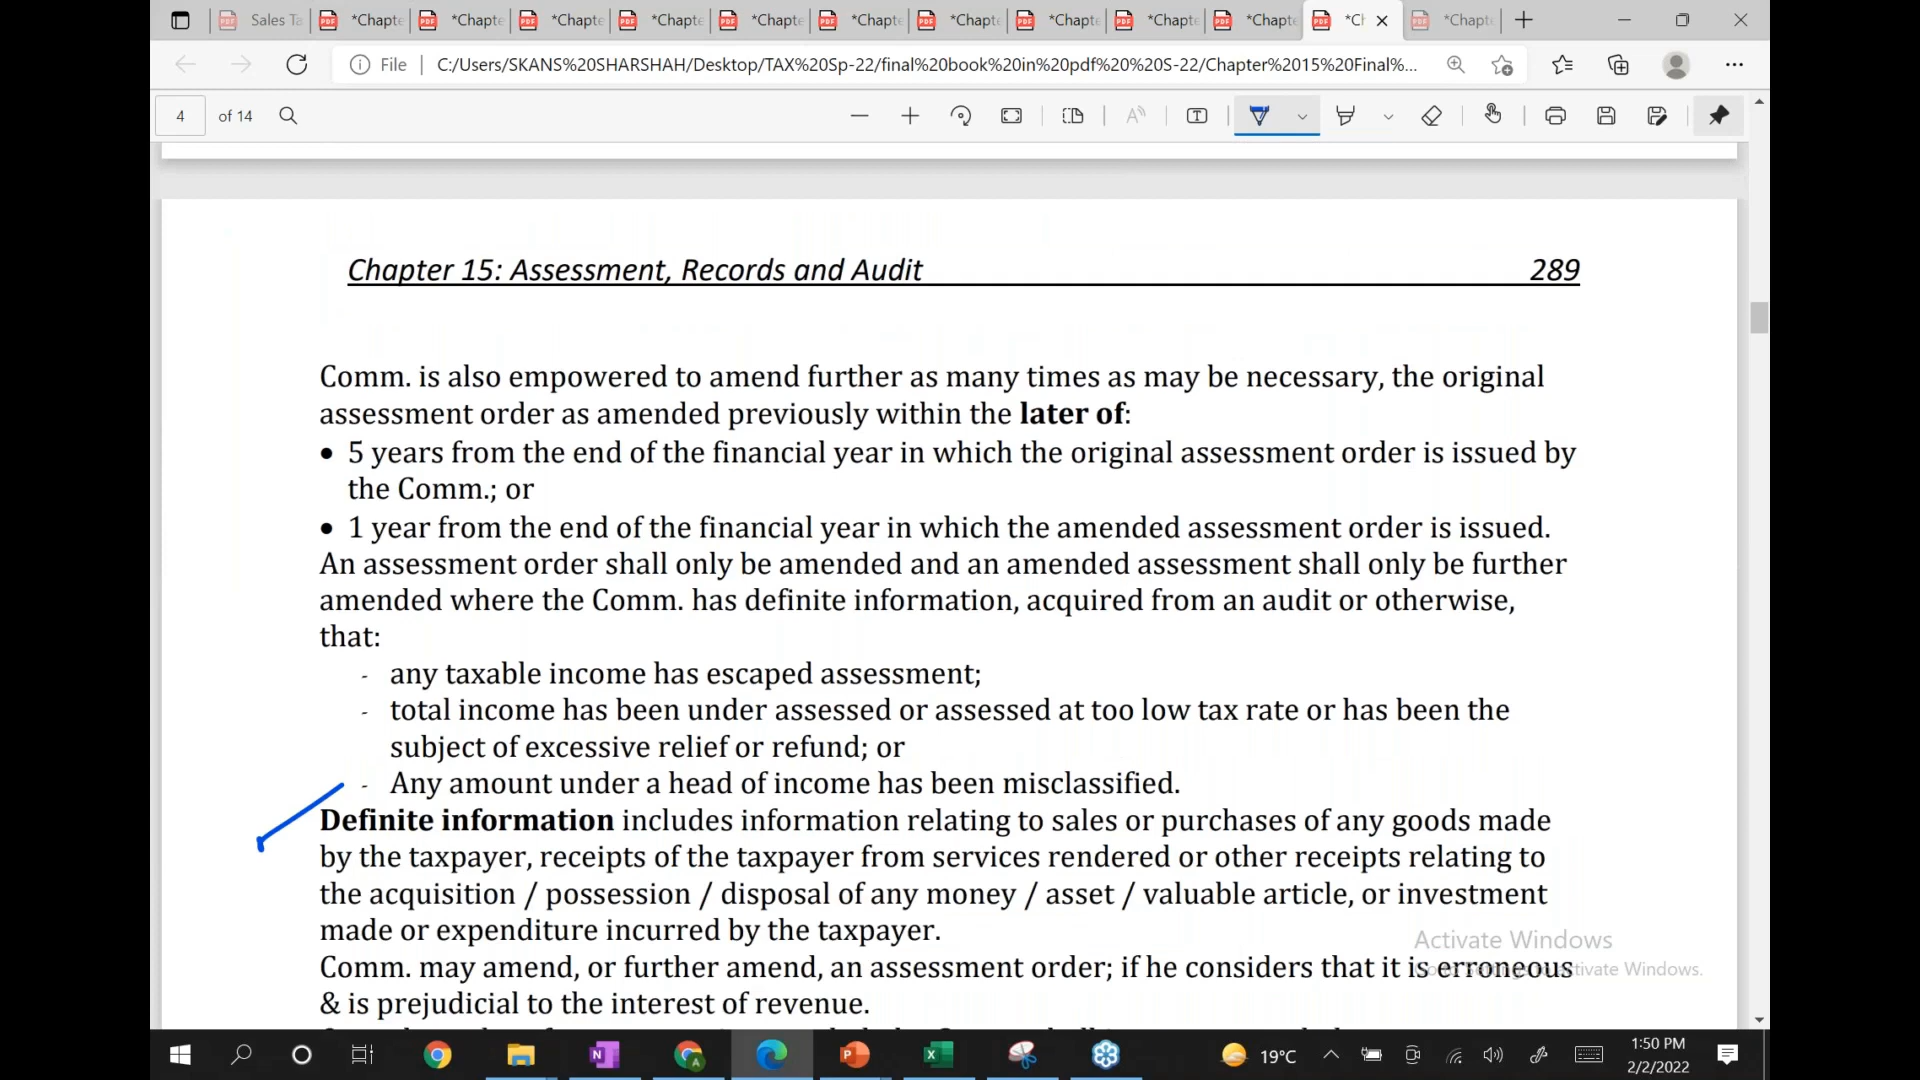 Sales Ta
*Chapte
*Chapte
*Chapte
*Chapte
*Chapte
*Chapte
*Chapte
*Chapte
*Chapte
*Chapte
*Ch
*Chapt
File
C:/Users/SKANS%20SHARSHAH/Desktop/TAX%20Sp-22/final%20book%20in%20pdf%20%20S-22/Chapter%2015%20Final%...
4 of 14
Chapter 15: Assessment, Records and Audit 289
Comm. is also empowered to amend further as many times as may be necessary, the original
assessment order as amended previously within the later of:
• 5 years from the end of the financial year in which the original assessment order is issued by
the Comm.; or
• 1 year from the end of the financial year in which the amended assessment order is issued.
An assessment order shall only be amended and an amended assessment shall only be further
amended where the Comm. has definite information, acquired from an audit or otherwise,
that:
- any taxable income has escaped assessment;
- total income has been under assessed or assessed at too low tax rate or has been the
subject of excessive relief or refund; or
- Any amount under a head of income has been misclassified.
Definite information includes information relating to sales or purchases of any goods made
by the taxpayer, receipts of the taxpayer from services rendered or other receipts relating to
the acquisition / possession / disposal of any money / asset / valuable article, or investment
made or expenditure incurred by the taxpayer.
Activate Windows
Comm. may amend, or further amend, an assessment order; if he considers that it is erroneous
Windows.
& is prejudicial to the interest of revenue.
19°C
1:50 PM
2/2/2022